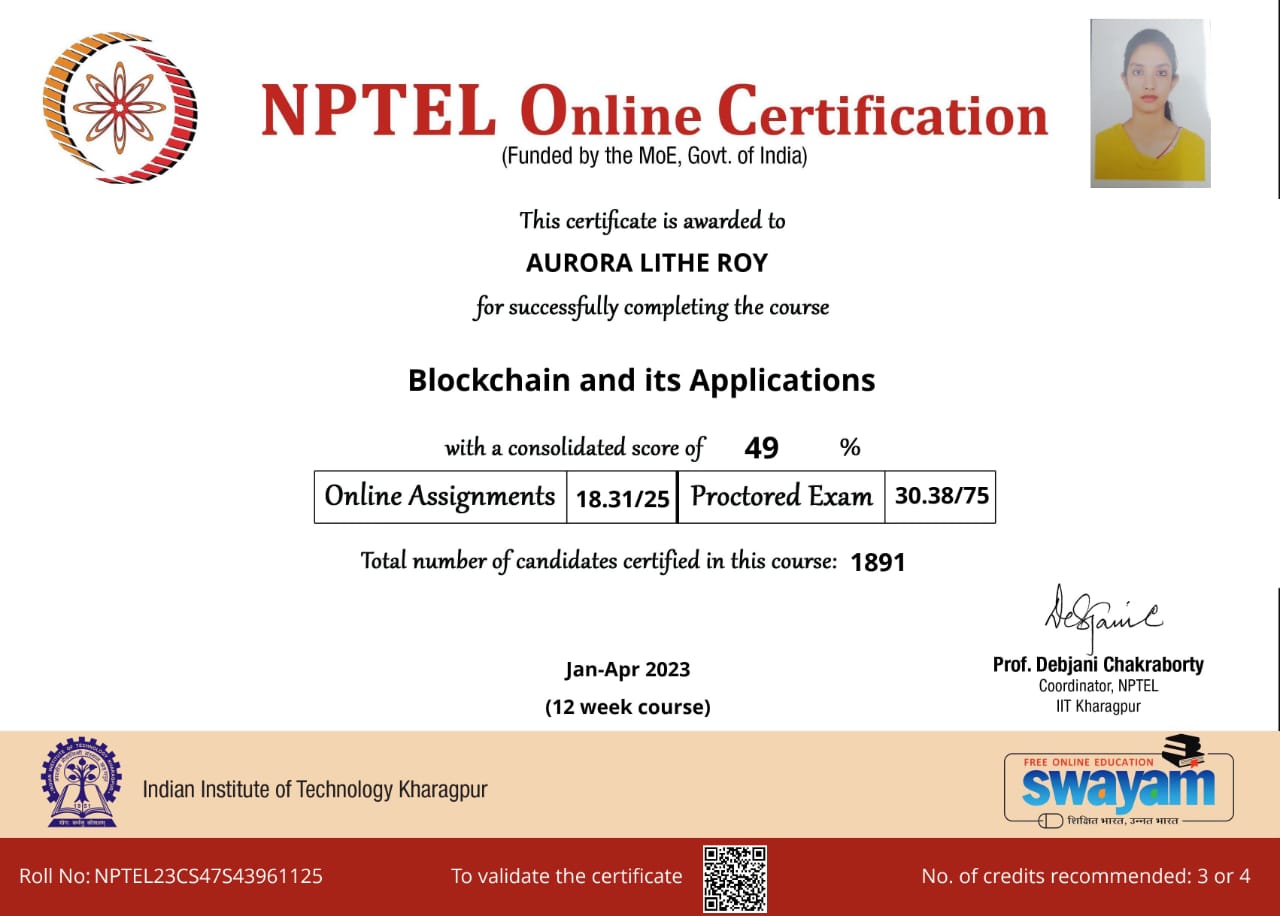 NPTEL Online Certification
(Funded by the MoE, Govt. of India)
This certificate is awarded to
AURORA LITHE ROY
for successfully completing the course
Blockchain and its Applications
with a consolidated score of 49 %
Online Assignments 18.31/25 Proctored Exam 30.38/75
Total number of candidates certified in this course: 1891
Jan-Apr 2023
(12 week course)
Prof. Debjani Chakraborty
Coordinator, NPTEL
IIT Kharagpur
Indian Institute of Technology Kharagpur
FREE ONLINE EDUCATION
swayam
शिक्षित भारत, उन्नत भारत
Roll No: NPTEL23CS47S43961125
To validate the certificate
No. of credits recommended: 3 or 4